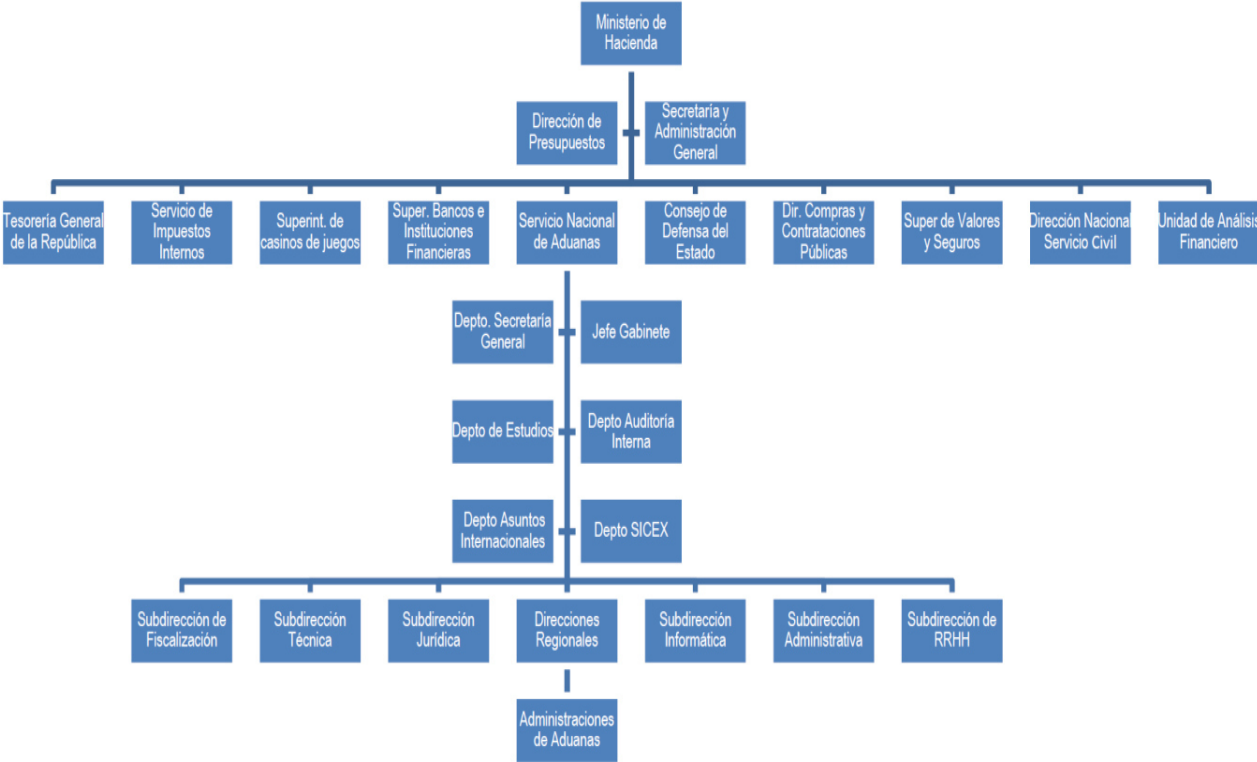 Ministerio de
Hacienda
Dirección de
Presupuestos
Secretaría y
Administración
General
Tesorería General
de la República
Servicio de
Impuestos
Internos
Superint. de
casinos de juegos
Super. Bancos e
Instituciones
Financieras
Servicio Nacional
de Aduanas
Consejo de
Defensa del
Estado
Dir. Compras y
Contrataciones
Públicas
Super de Valores
y Seguros
Dirección Nacional
Servicio Civil
Unidad de Análisis
Financiero
Depto. Secretaría
General
Jefe Gabinete
Depto de Estudios
Depto Auditoría
Interna
Depto Asuntos
Internacionales
Depto SICEX
Subdirección de
Fiscalización
Subdirección
Técnica
Subdirección
Jurídica
Direcciones
Regionales
Subdirección
Informática
Subdirección
Administrativa
Subdirección de
RRHH
Administraciones
de Aduanas